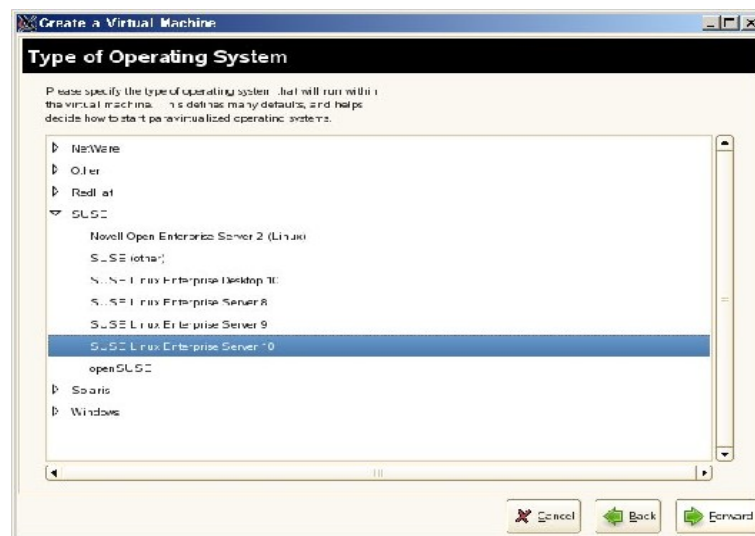 Create a Virtual Machine
Type of Operating System
Please specify the type of operating system that will run within
the virtual machine. This defines many defaults, and helps
decide how to start paravirtualized operating systems.
NetWare
Other
RedHat
SUSE
Novell Open Enterprise Server 2 (Linux)
SUSE (other)
SUSE Linux Enterprise Desktop 10
SUSE Linux Enterprise Server 8
SUSE Linux Enterprise Server 9
SUSE Linux Enterprise Server 10
openSUSE
Solaris
Windows
Cancel
Back
Forward